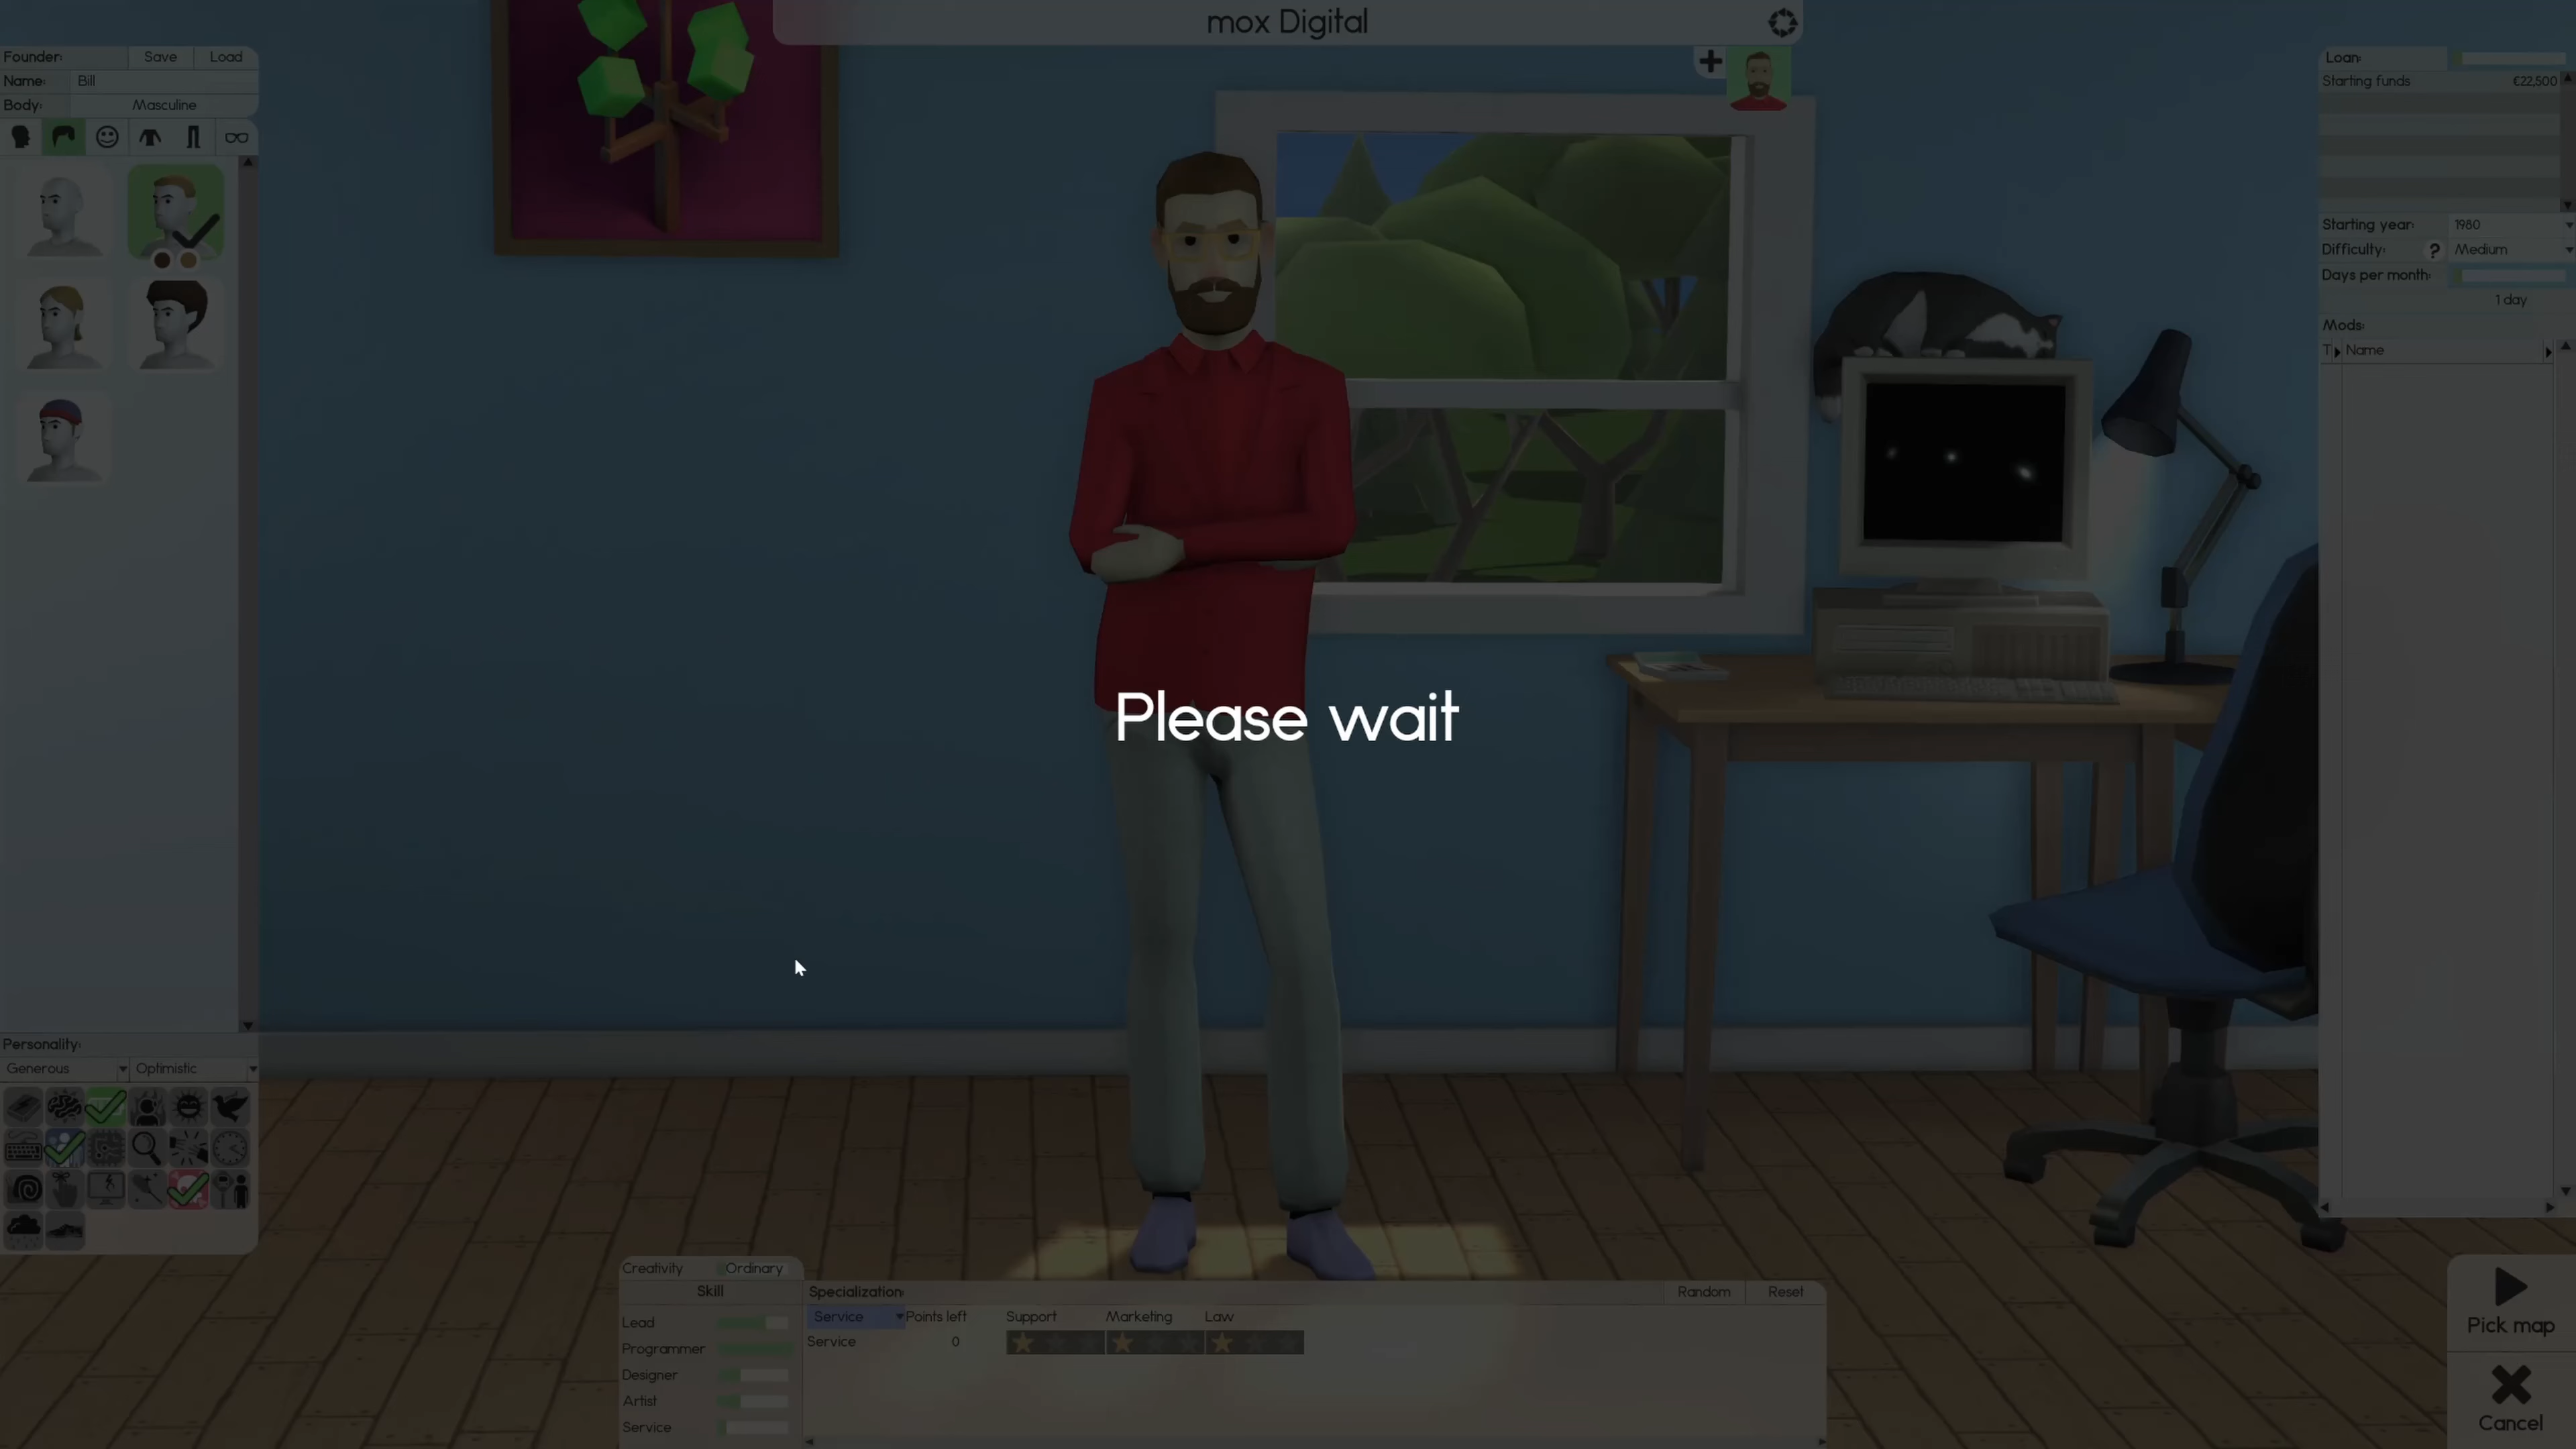 mox Digital
Founder:
Save
Load
Name:
Bill
Body:
Masculine
Loan:
Starting funds
€22,500
Starting year:
1980
Difficulty:
?
Medium
Days per month:
1 day
Mods:
T
Name
Please wait
Personality:
Generous
Optimistic
Creativity
Ordinary
Skill
Lead
Programmer
Designer
Artist
Service
Specialization:
Random
Reset
Service
Points left
Support
Marketing
Law
Service
0
Pick map
Cancel